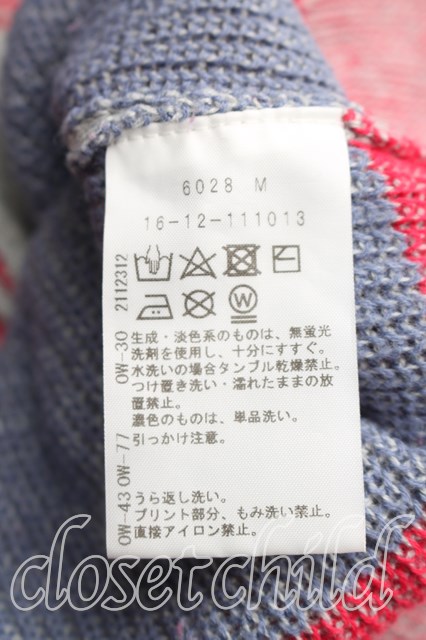 6028 M
16-12-111013
W
2112312
OW-30
生成・淡色系のものは、無蛍光
洗剤を使用し、十分にすすぐ。
水洗いの場合タンブル乾燥禁止。
つけ置き洗い・濡れたままの放
置禁止。
濃色のものは、単品洗い。
引っかけ注意。
OW-77
うら返し洗い。
プリント部分、もみ洗い禁止。
直接アイロン禁止。
OW-43
closet child